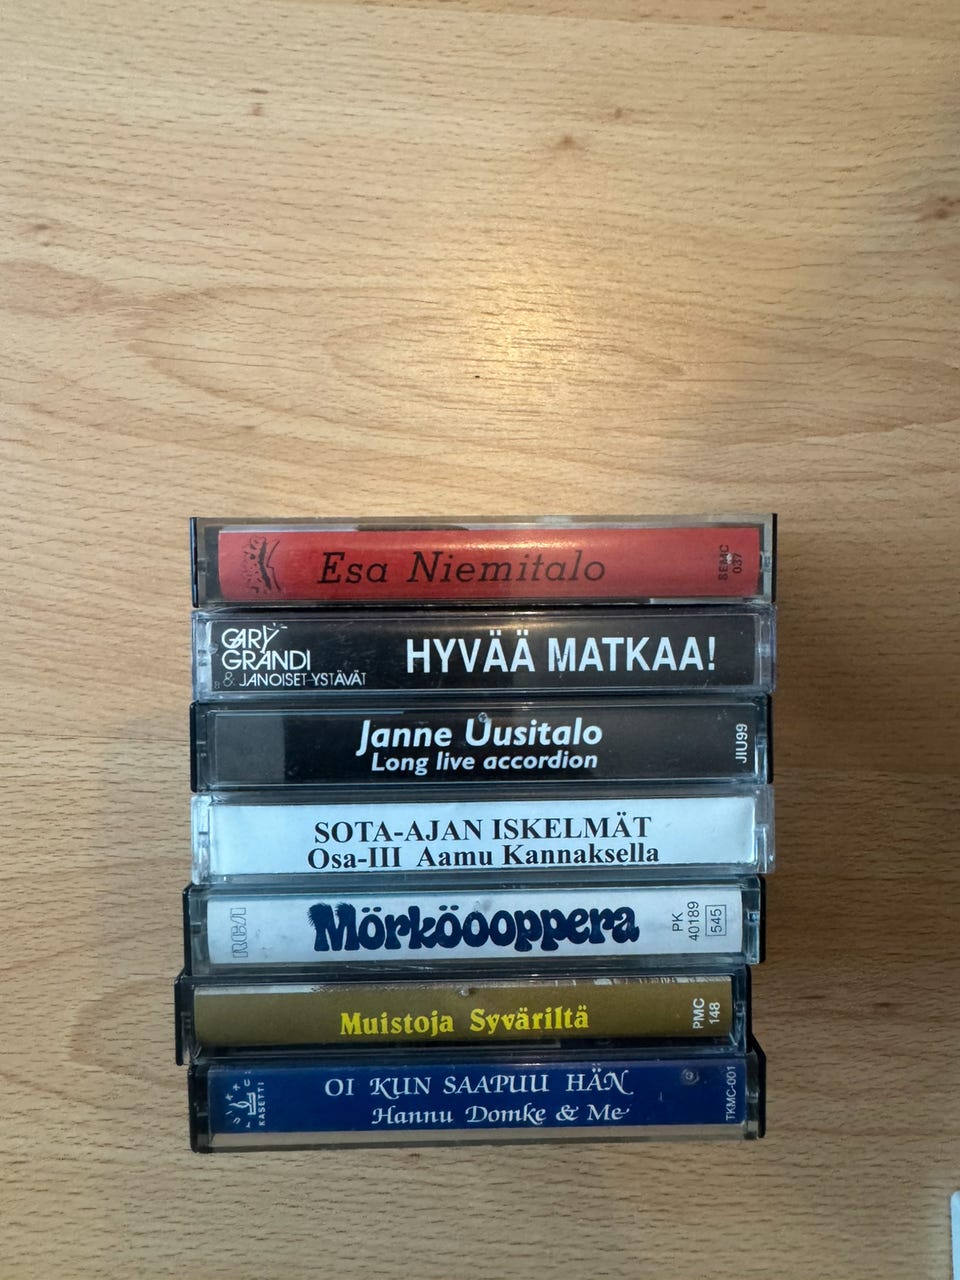 Esa Niemitalo
SEMC
037
GARY
GRANDI
& JANOISET YSTÄVÄT
HYVÄÄ MATKAA!
Janne Uusitalo
Long live accordion
JIU99
SOTA-AJAN ISKELMÄT
Osa-III Aamu Kannaksella
RCA
Mörköooppera
PK
40189
545
Muistoja Syväriltä
PMC
148
KASETTI
OI KUN SAAPUU HÄN
Hannu Domke & Me
TKMC-001